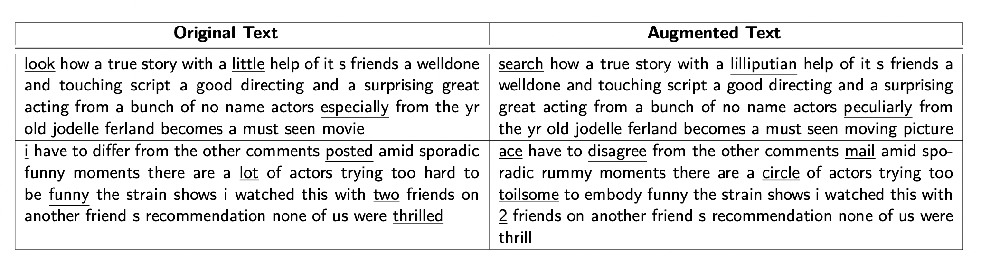 Original Text
Augmented Text
look how a true story with a little help of it s friends a welldone
and touching script a good directing and a surprising great
acting from a bunch of no name actors especially from the yr
old jodelle ferland becomes a must seen movie
search how a true story with a lilliputian help of it s friends a
welldone and touching script a good directing and a surprising
great acting from a bunch of no name actors peculiarly from
the yr old jodelle ferland becomes a must seen moving picture
i have to differ from the other comments posted amid sporadic
funny moments there are a lot of actors trying too hard to
be funny the strain shows i watched this with two friends on
another friend s recommendation none of us were thrilled
ace have to disagree from the other comments mail amid spo-
radic rummy moments there are a circle of actors trying too
toilsome to embody funny the strain shows i watched this with
2 friends on another friend s recommendation none of us were
thrill